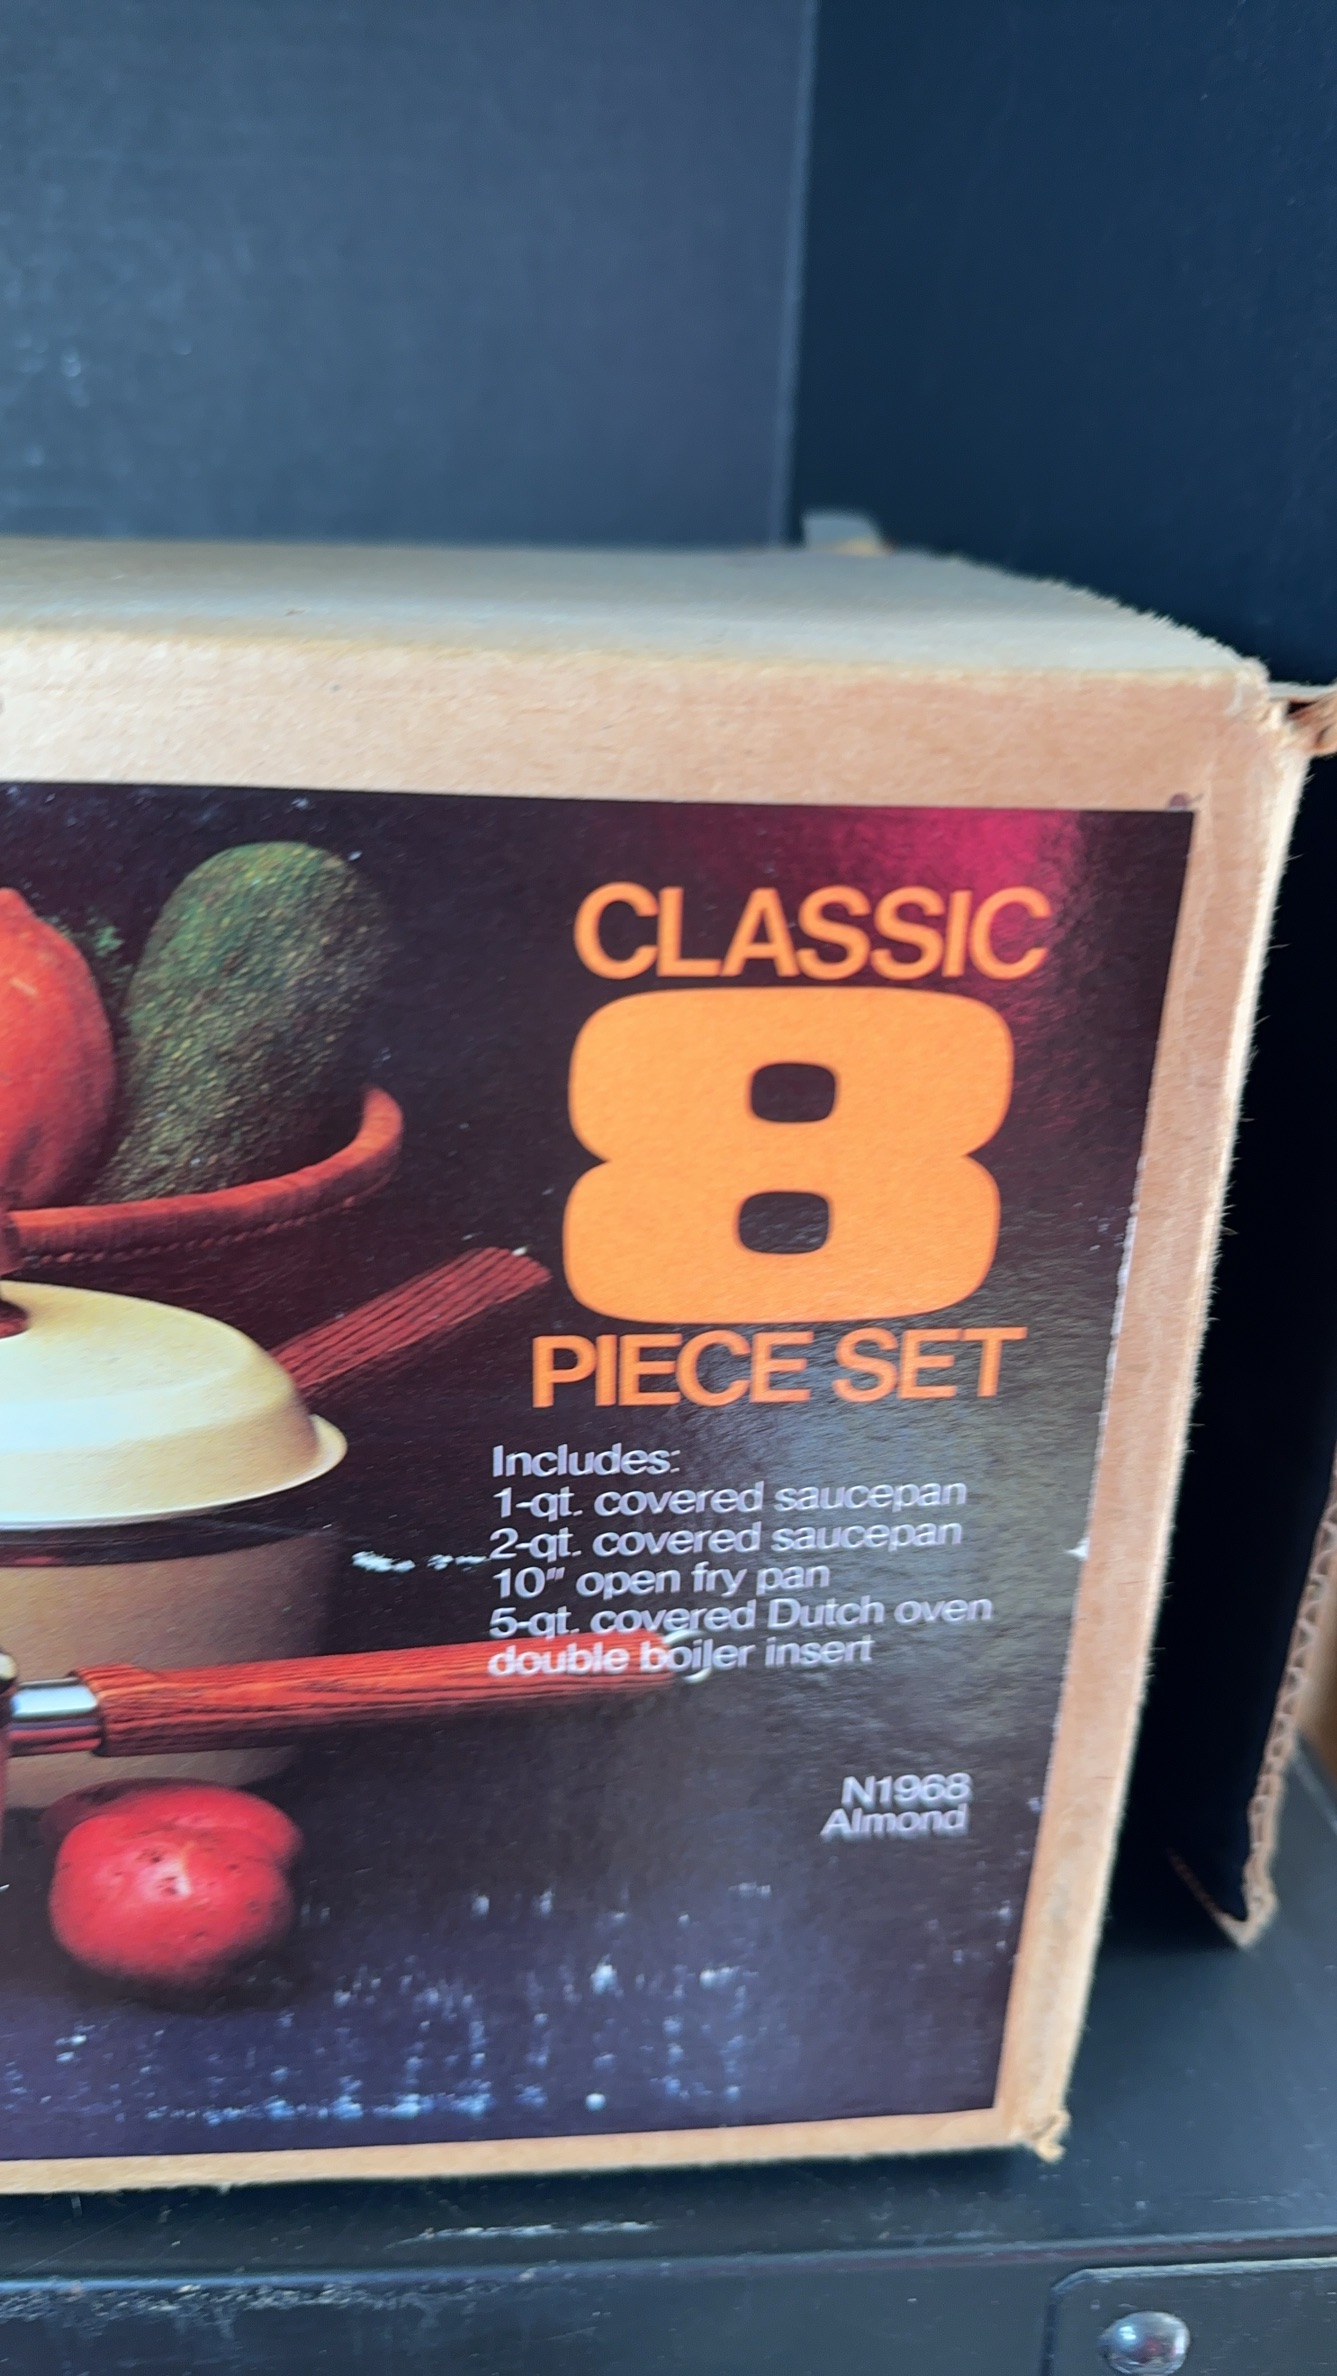 CLASSIC
8
PIECE SET
Includes:
1-qt. covered saucepan
2-qt. covered saucepan
10" open fry pan
5-qt. covered Dutch oven
double boiler insert
N1968
Almond